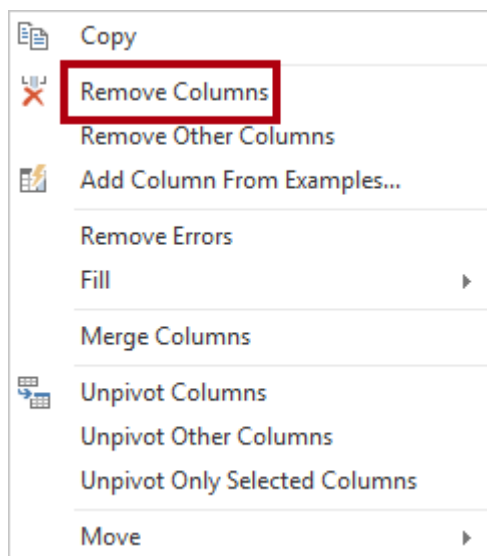 Copy
Remove Columns
Remove Other Columns
Add Column From Examples...
Remove Errors
Fill
Merge Columns
Unpivot Columns
Unpivot Other Columns
Unpivot Only Selected Columns
Move